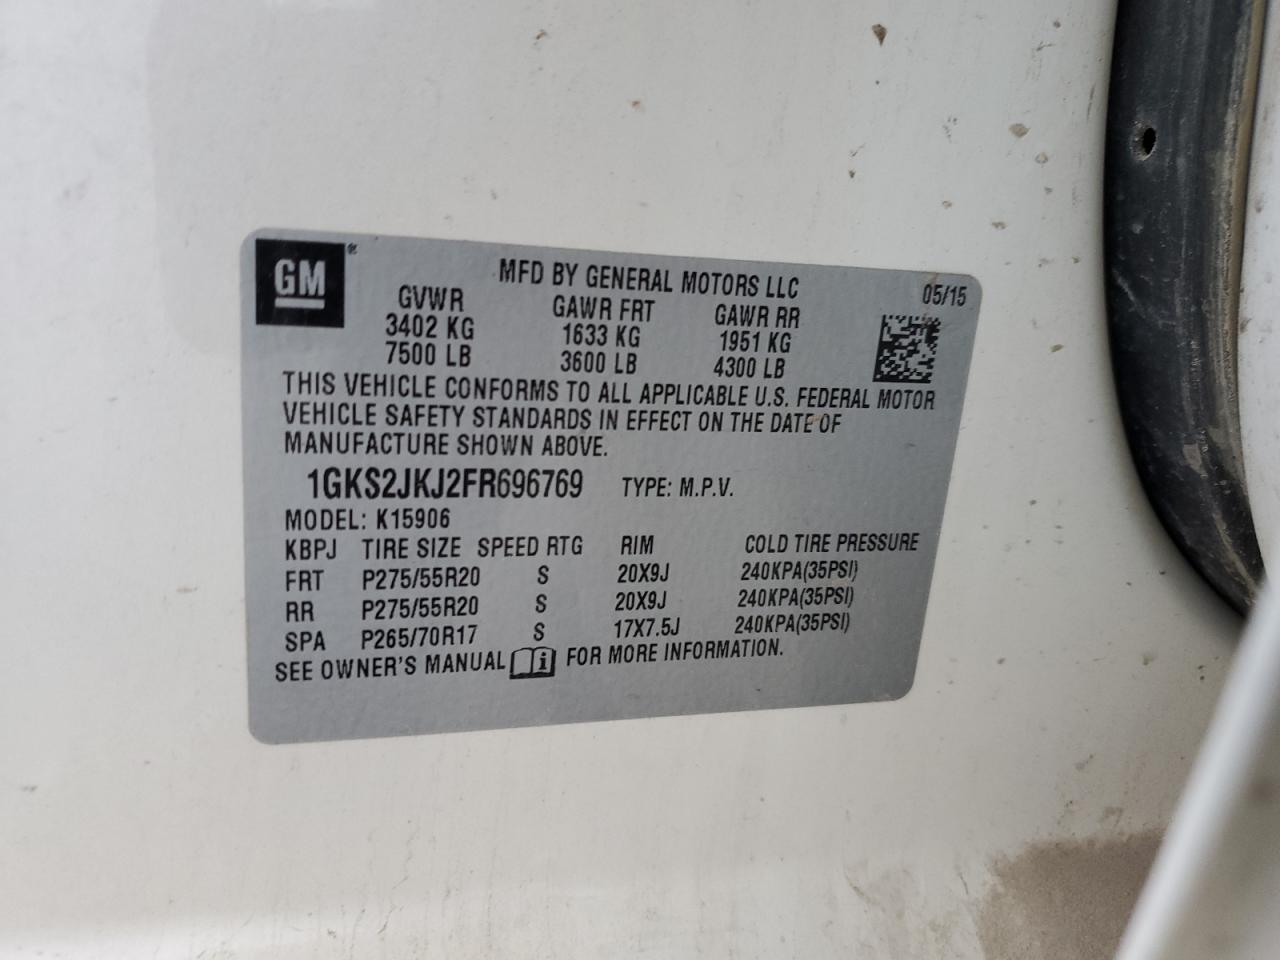 GM ®
MFD BY GENERAL MOTORS LLC 05/15
GVWR GAWR FRT GAWR RR
3402 KG 1633 KG 1951 KG
7500 LB 3600 LB 4300 LB
THIS VEHICLE CONFORMS TO ALL APPLICABLE U.S. FEDERAL MOTOR
VEHICLE SAFETY STANDARDS IN EFFECT ON THE DATE OF
MANUFACTURE SHOWN ABOVE.
1GKS2JKJ2FR696769 TYPE: M.P.V.
MODEL: K15906
KBPJ TIRE SIZE SPEED RTG RIM COLD TIRE PRESSURE
FRT P275/55R20 S 20X9J 240KPA(35PSI)
RR P275/55R20 S 20X9J 240KPA(35PSI)
SPA P265/70R17 S 17X7.5J 240KPA(35PSI)
SEE OWNER'S MANUAL i FOR MORE INFORMATION.